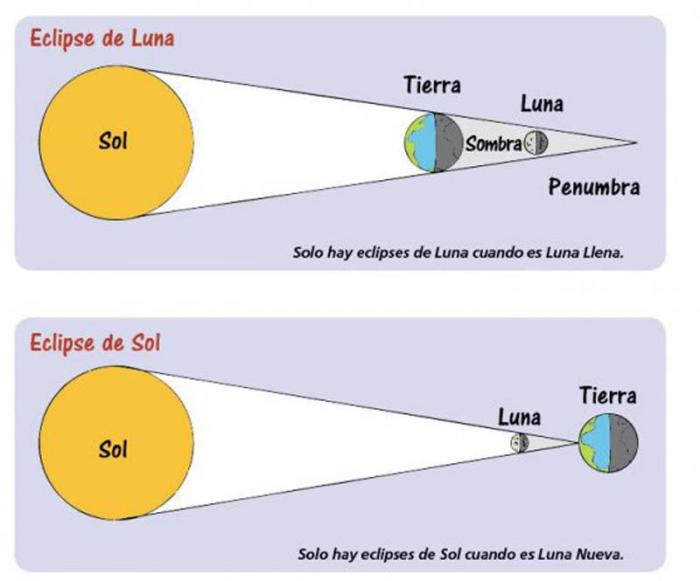 Eclipse de Luna
Tierra
Luna
Sol
Sombra
Penumbra
Solo hay eclipses de Luna cuando es Luna Llena.
Eclipse de Sol
Tierra
Luna
Sol
Solo hay eclipses de Sol cuando es Luna Nueva.